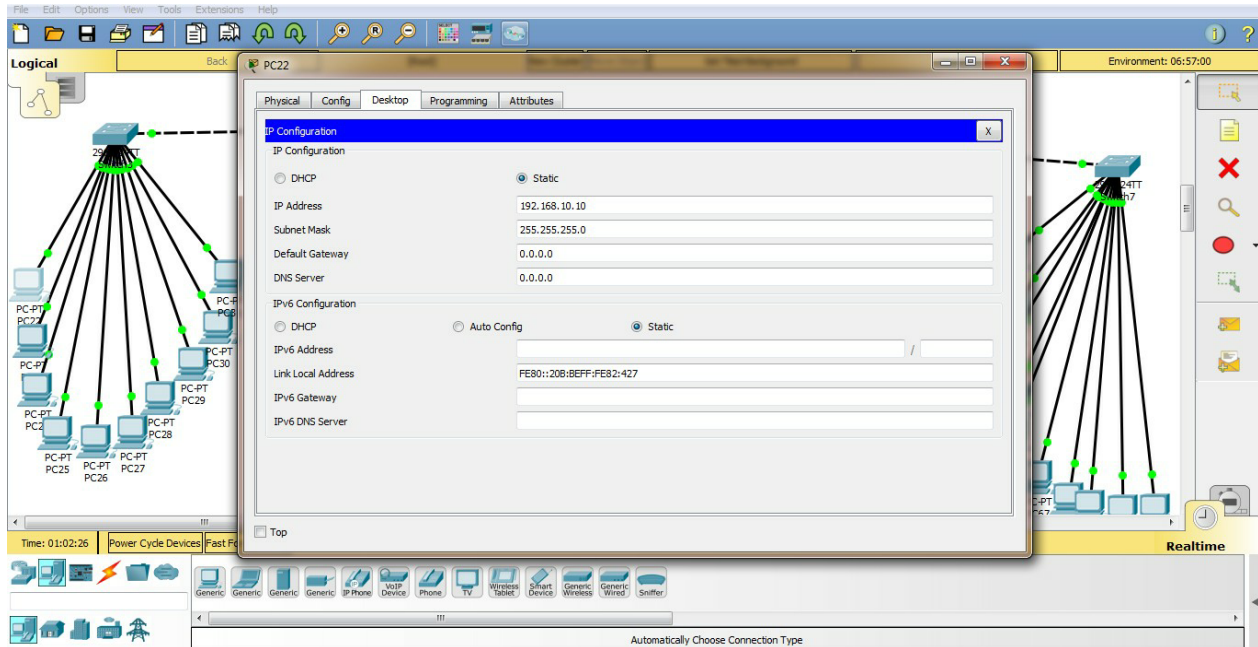 File Edit Options View Tools Extensions Help
Logical
Back
Environment: 06:57:00
PC22
Physical Config Desktop Programming Attributes
IP Configuration
X
IP Configuration
DHCP
Static
IP Address
192.168.10.10
Subnet Mask
255.255.255.0
Default Gateway
0.0.0.0
DNS Server
0.0.0.0
IPv6 Configuration
DHCP
Auto Config
Static
IPv6 Address
/
Link Local Address
FE80::20B:BEFF:FE82:427
IPv6 Gateway
IPv6 DNS Server
Top
PC-PT
PC22
PC-PT
PC30
PC-PT
PC29
PC-PT
PC28
PC-PT
PC25
PC-PT
PC26
PC-PT
PC27
Time: 01:02:26
Power Cycle Devices
Realtime
Generic
Generic
Generic
Generic
IP Phone
VoIP
Device
Phone
TV
Wireless
Tablet
Smart
Device
Generic
Wireless
Generic
Wired
Sniffer
Automatically Choose Connection Type